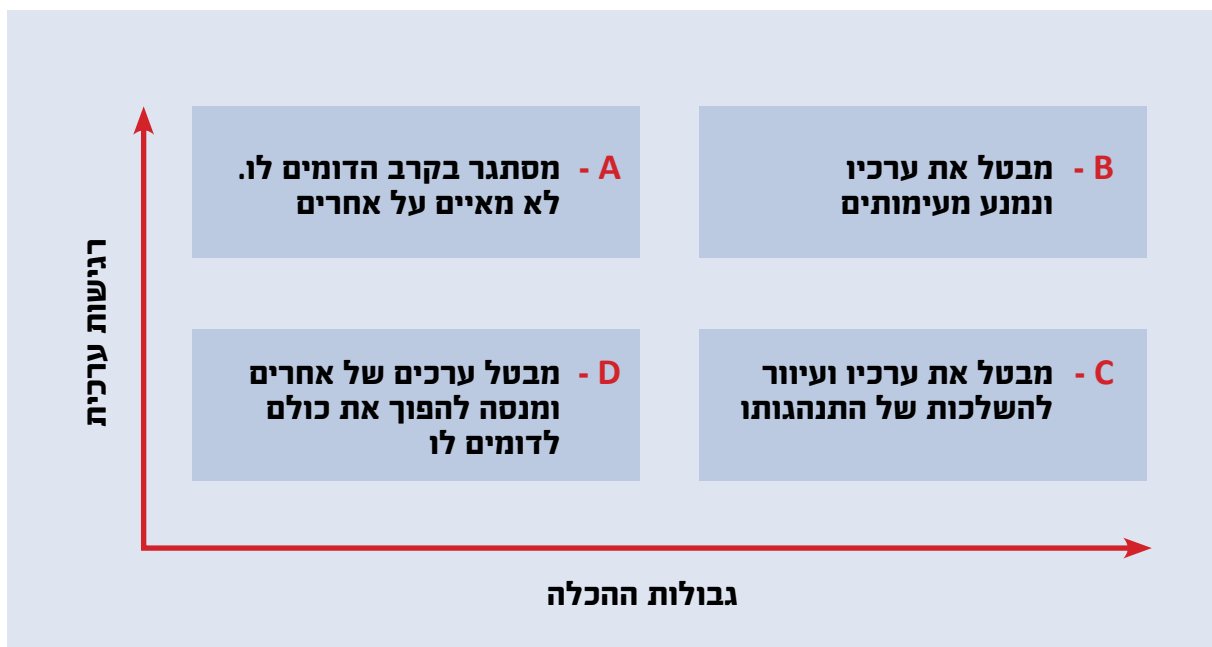 A - מסתגר בקרב הדומים לו.
לא מאיים על אחרים
B - מבטל את ערכיו
ונמנע מעימותים
D - מבטל ערכים של אחרים
ומנסה להפוך את כולם
לדומים לו
C - מבטל את ערכיו ועיוור
להשלכות של התנהגותו
רגישות ערכית
גבולות ההכלה